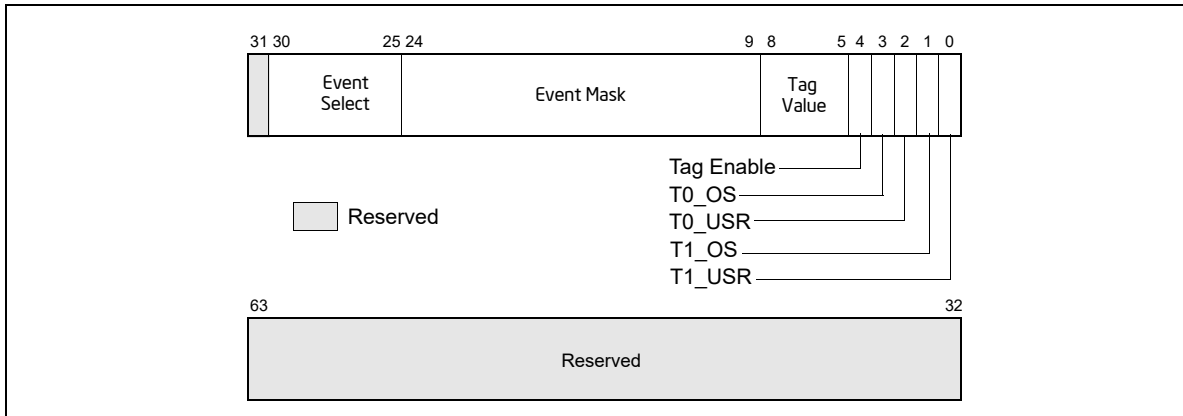 31 30 25 24 9 8 5 4 3 2 1 0
Event
Select
Event Mask
Tag
Value
Tag Enable
T0_OS
Reserved
T0_USR
T1_OS
T1_USR
63 32
Reserved